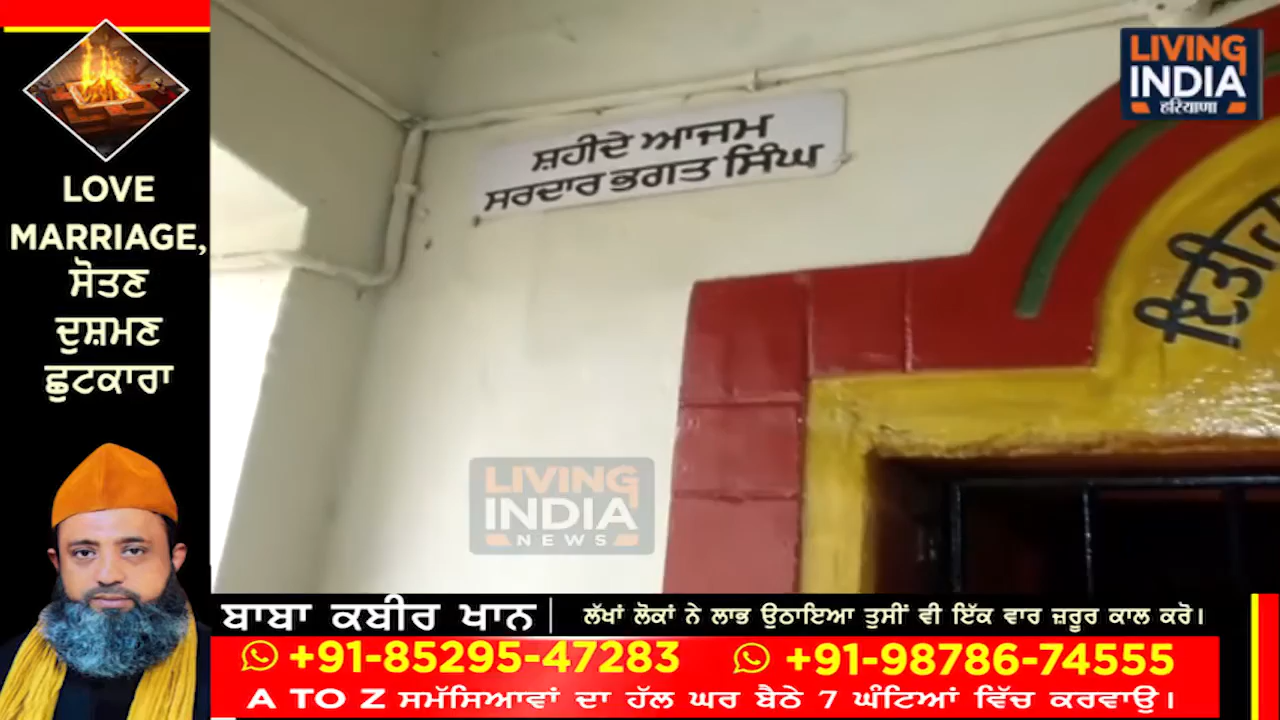 LOVE
MARRIAGE,
ਸੋਤਣ
ਦੁਸ਼ਮਣ
ਛੁਟਕਾਰਾ
LIVING
INDIA
हरियाणा
ਸ਼ਹੀਦੇ ਆਜਮ
ਸਰਦਾਰ ਭਗਤ ਸਿੰਘ
LIVING
INDIA
NEWS
ਬਾਬਾ ਕਬੀਰ ਖਾਨ
ਲੱਖਾਂ ਲੋਕਾਂ ਨੇ ਲਾਭ ਉਠਾਇਆ ਤੁਸੀਂ ਵੀ ਇੱਕ ਵਾਰ ਜ਼ਰੂਰ ਕਾਲ ਕਰੋ।
+91-85295-47283 +91-98786-74555
A TO Z ਸਮੱਸਿਆਵਾਂ ਦਾ ਹੱਲ ਘਰ ਬੈਠੇ 7 ਘੰਟਿਆਂ ਵਿੱਚ ਕਰਵਾਉ।